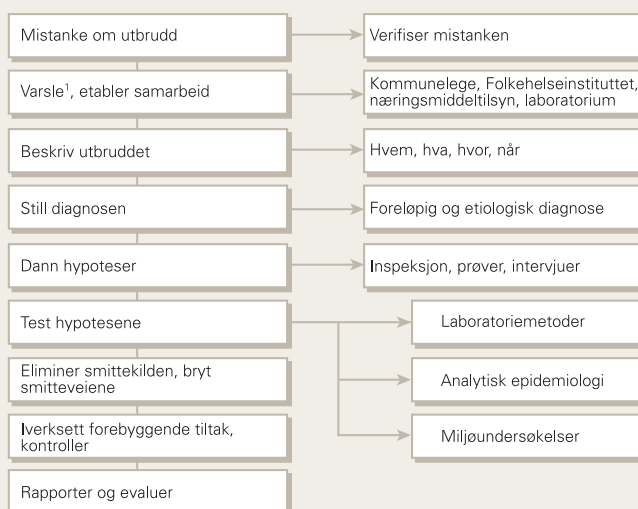 Mistanke om utbrudd
Verifiser mistanken
Varsle¹, etabler samarbeid
Kommunelege, Folkehelseinstituttet,
næringsmiddeltilsyn, laboratorium
Beskriv utbruddet
Hvem, hva, hvor, når
Still diagnosen
Foreløpig og etiologisk diagnose
Dann hypoteser
Inspeksjon, prøver, intervjuer
Test hypotesene
Laboratoriemetoder
Eliminer smittekilden, bryt
smitteveiene
Analytisk epidemiologi
Iverksett forebyggende tiltak,
kontroller
Miljøundersøkelser
Rapporter og evaluer